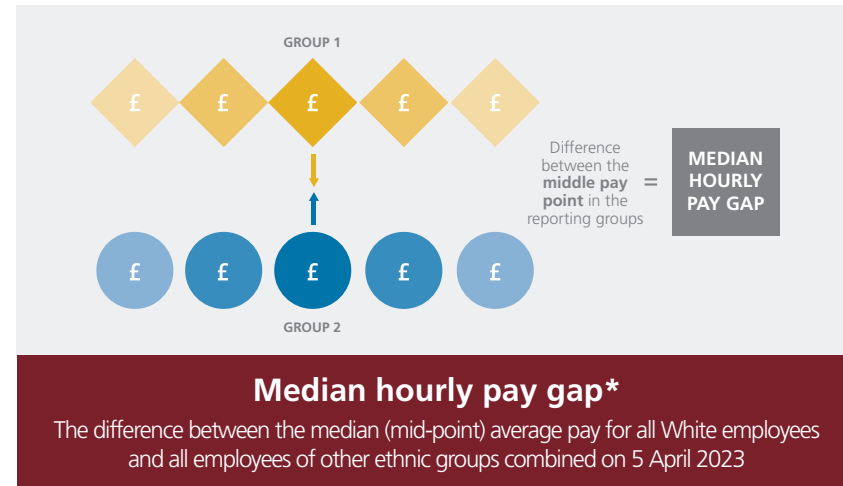 GROUP 1
£ £ £ £ £
Difference
between the
middle pay
point in the
reporting groups
=
MEDIAN
HOURLY
PAY GAP
£ £ £ £ £
GROUP 2
Median hourly pay gap*
The difference between the median (mid-point) average pay for all White employees
and all employees of other ethnic groups combined on 5 April 2023